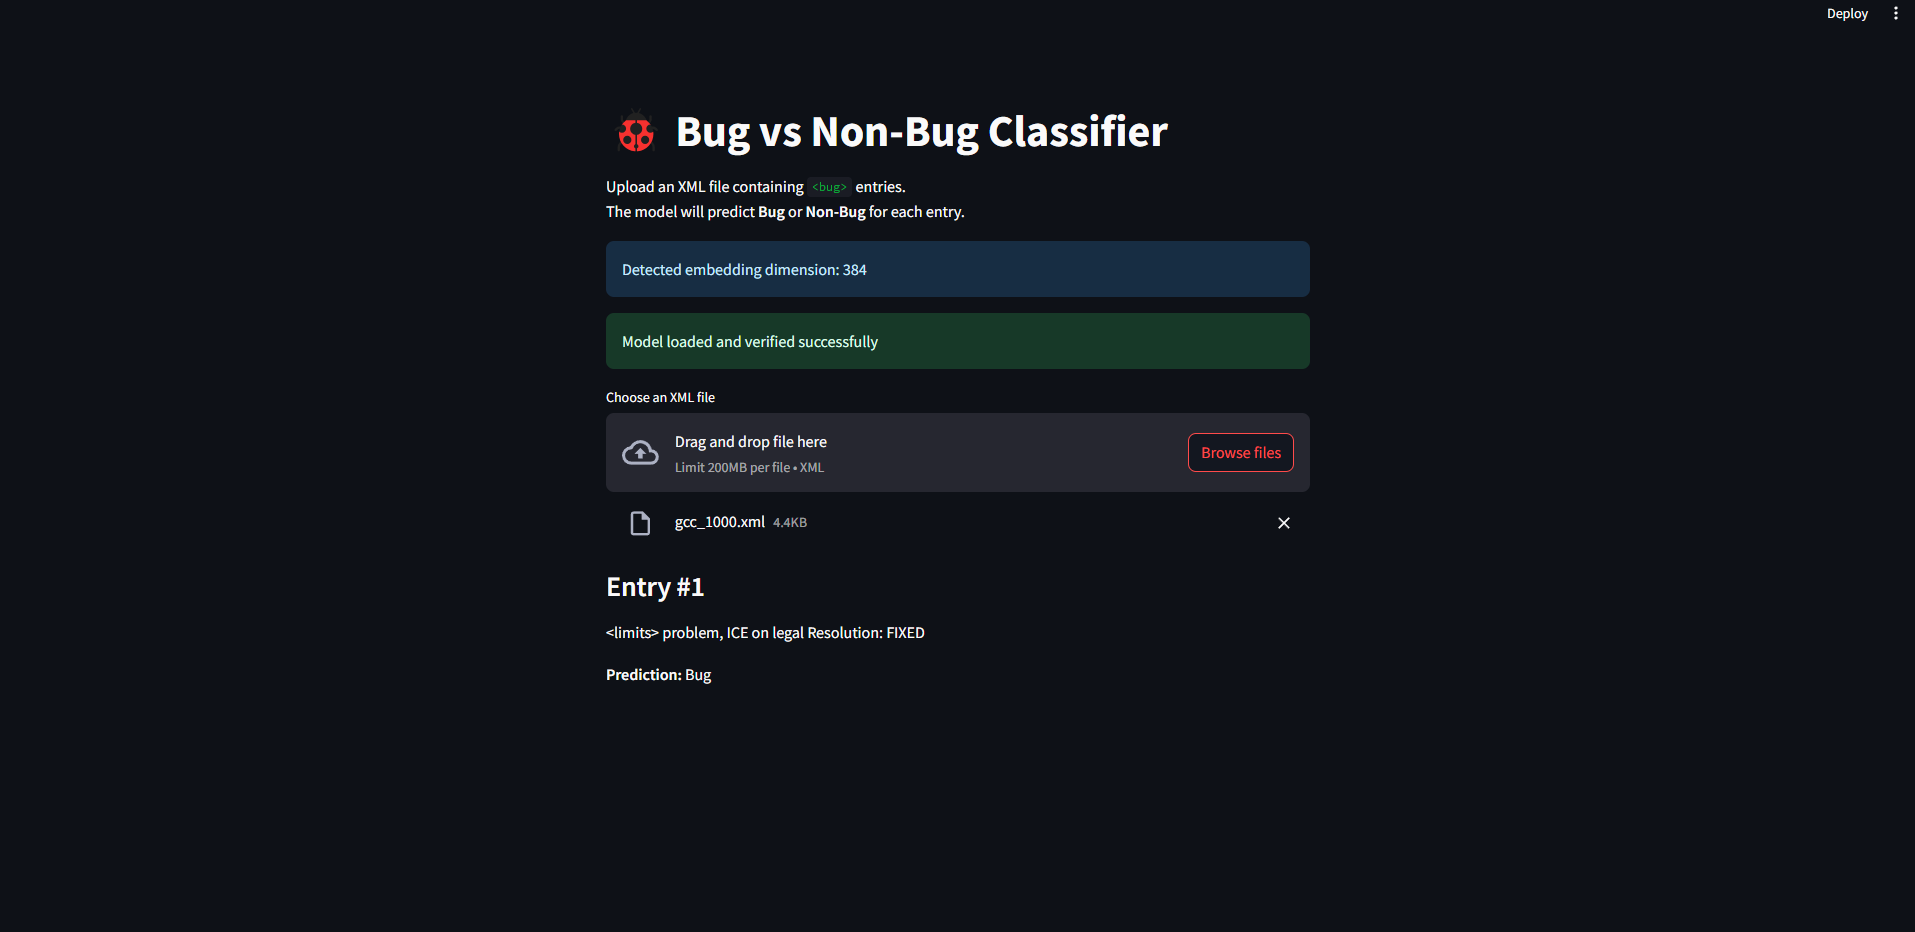 Deploy
Bug vs Non-Bug Classifier
Upload an XML file containing <bug> entries.
The model will predict Bug or Non-Bug for each entry.
Detected embedding dimension: 384
Model loaded and verified successfully
Choose an XML file
Drag and drop file here
Limit 200MB per file • XML
Browse files
gcc_1000.xml 4.4KB
Entry #1
<limits> problem, ICE on legal Resolution: FIXED
Prediction: Bug